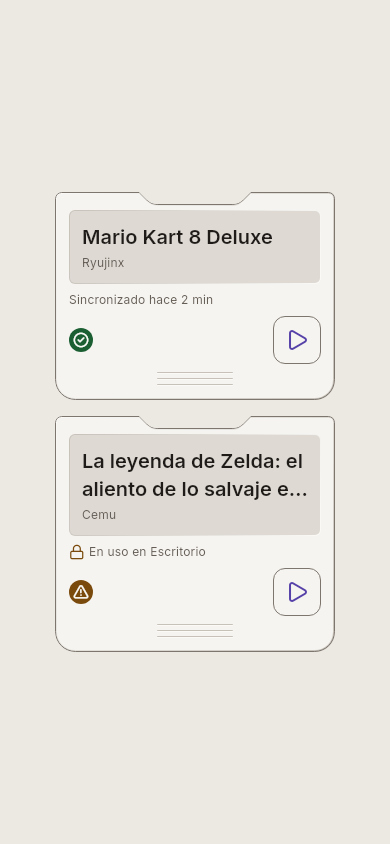 Mario Kart 8 Deluxe
Ryujinx
Sincronizado hace 2 min
La leyenda de Zelda: el
aliento de lo salvaje e...
Cemu
En uso en Escritorio